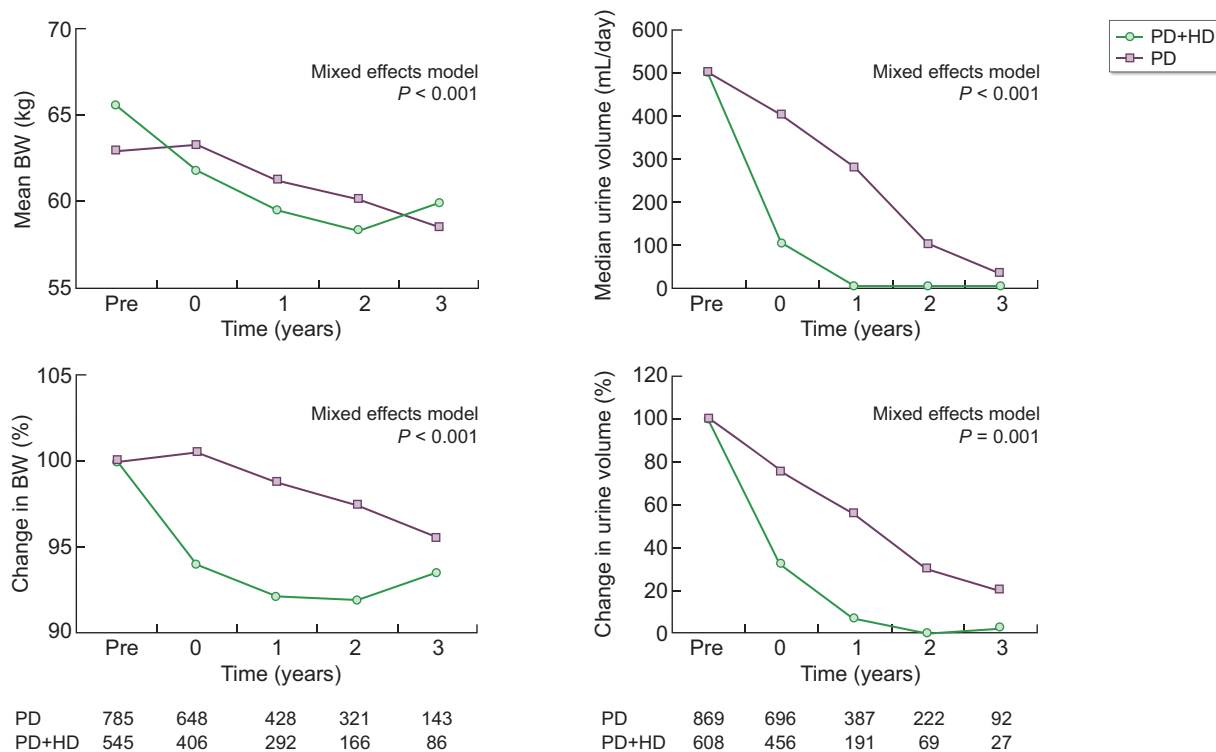 PD+HD
PD
Mean BW (kg)
70
65
60
55
Mixed effects model
P < 0.001
Pre 0 1 2 3
Time (years)
Median urine volume (mL/day)
600
500
400
300
200
100
0
Mixed effects model
P < 0.001
Pre 0 1 2 3
Time (years)
Change in BW (%)
105
100
95
90
Mixed effects model
P < 0.001
Pre 0 1 2 3
Time (years)
PD 785 648 428 321 143
PD+HD 545 406 292 166 86
Change in urine volume (%)
120
100
80
60
40
20
0
Mixed effects model
P = 0.001
Pre 0 1 2 3
Time (years)
PD 869 696 387 222 92
PD+HD 608 456 191 69 27